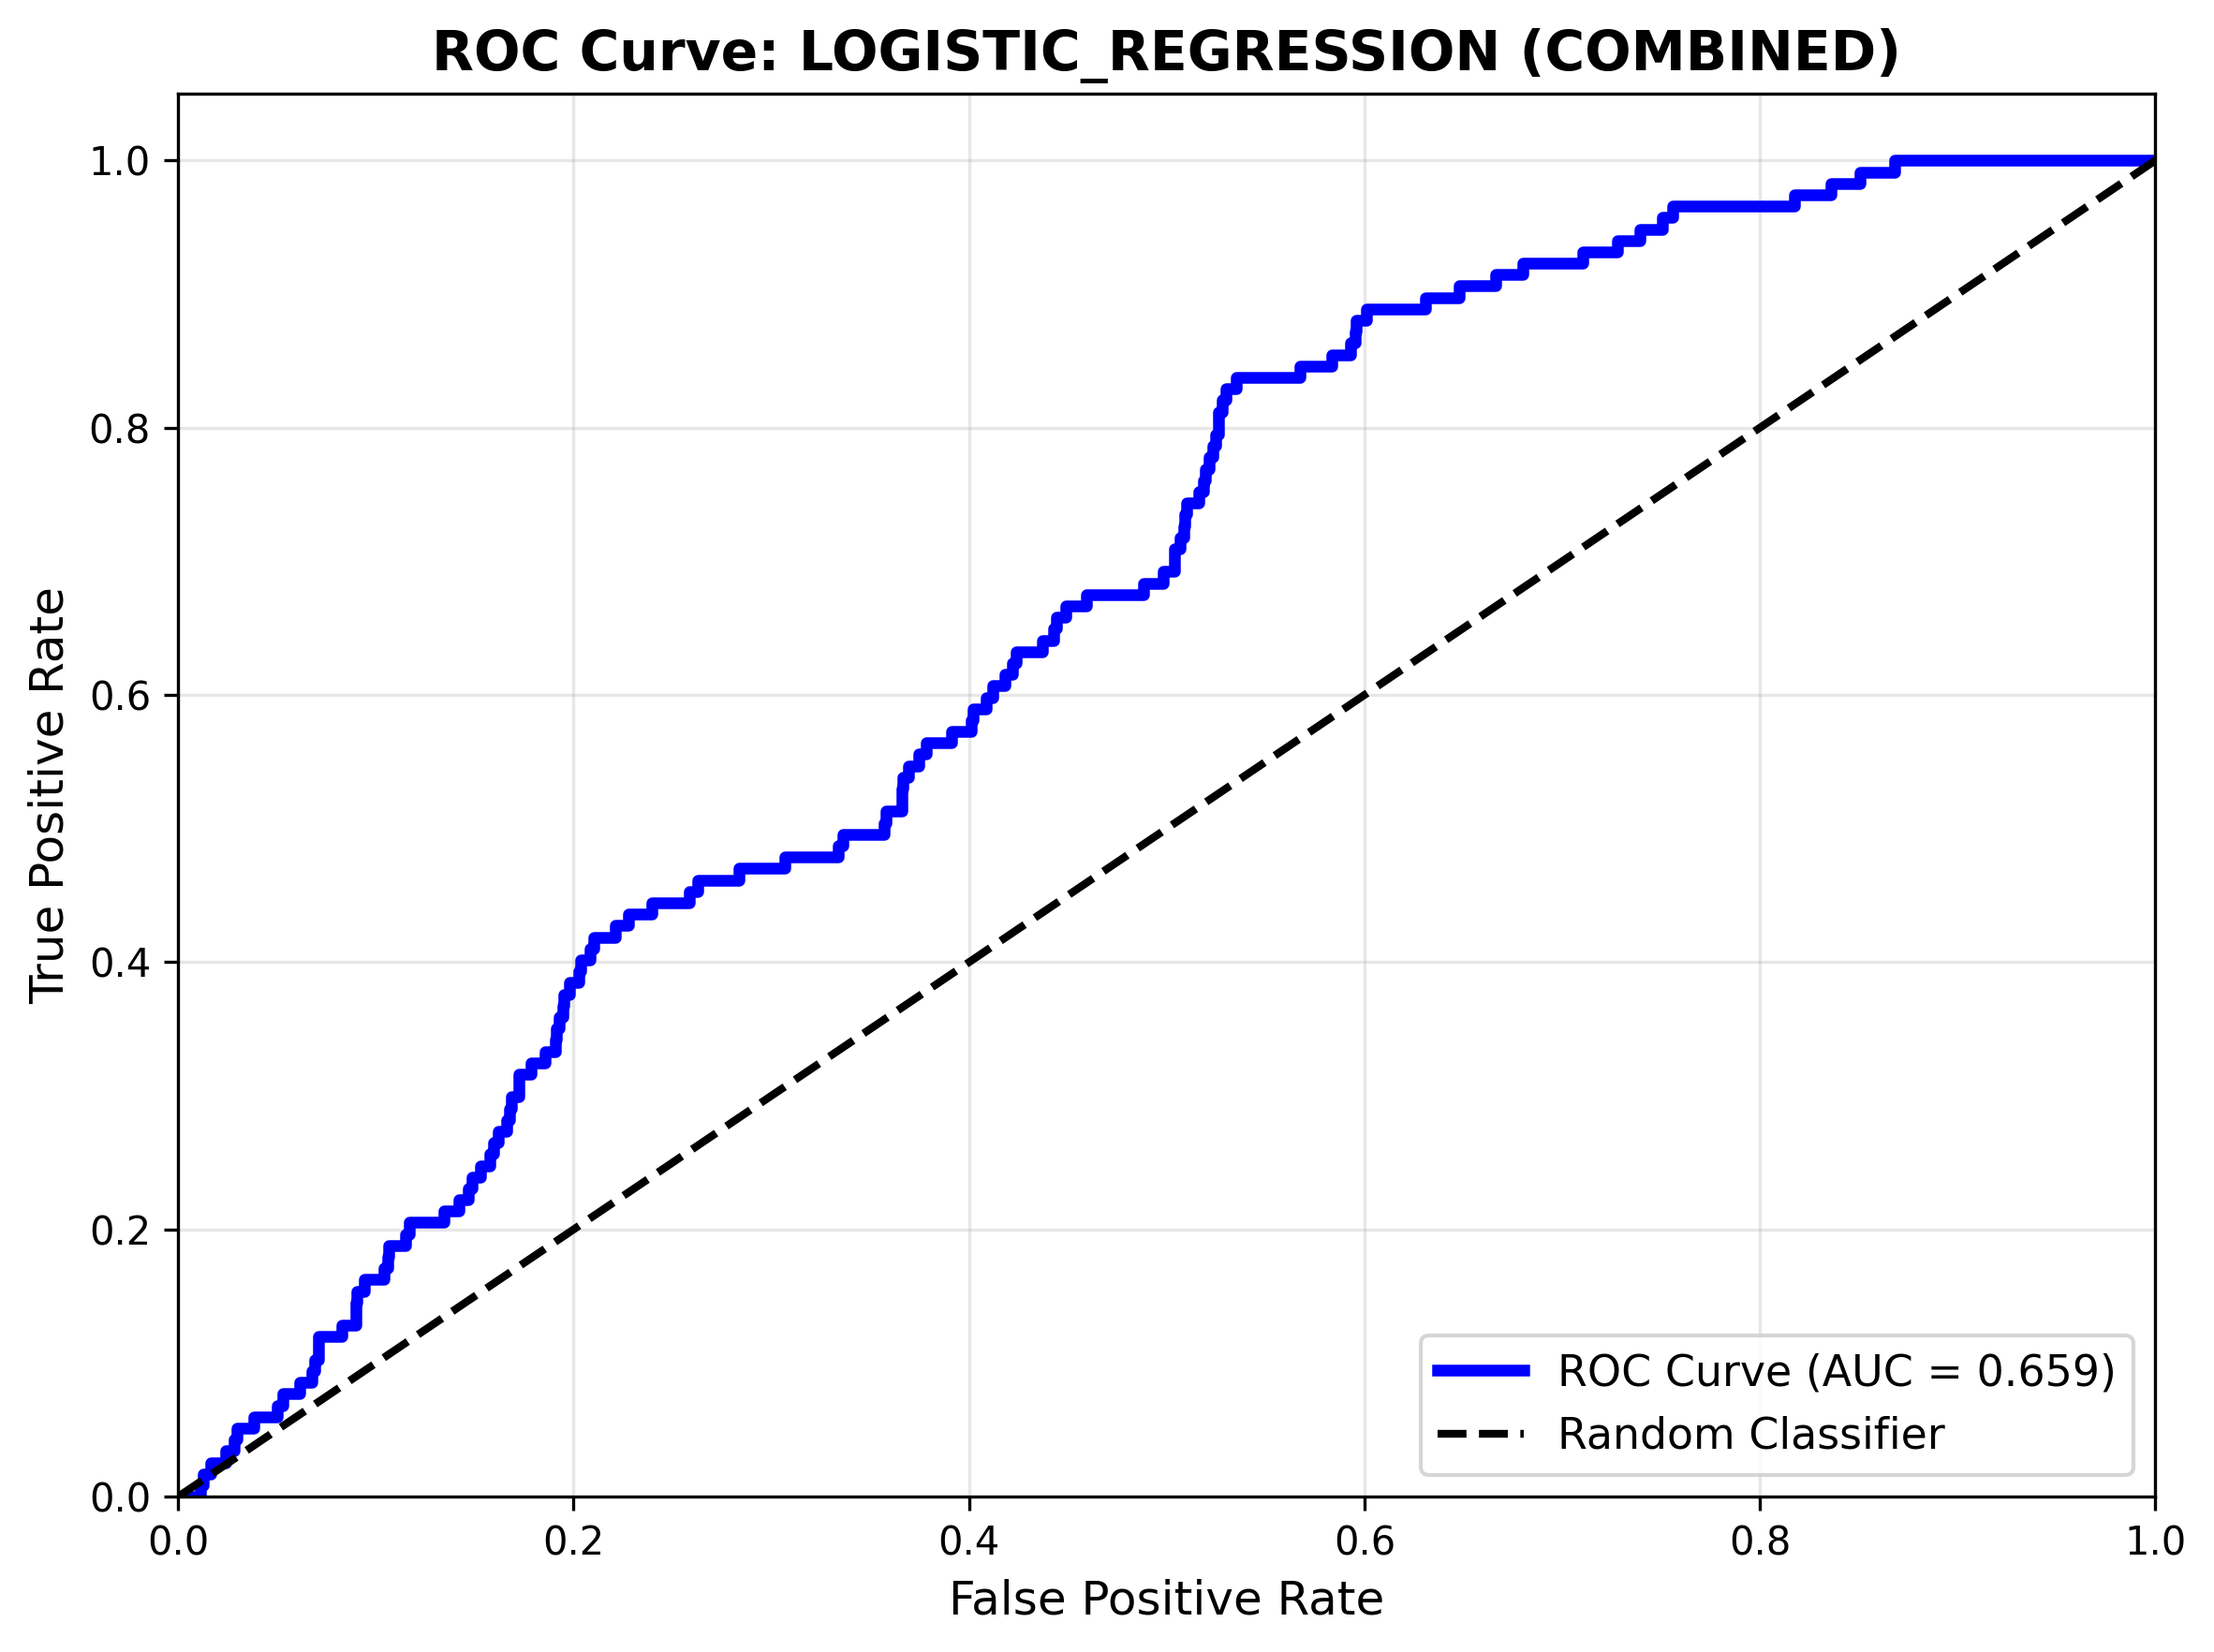 ROC Curve: LOGISTIC_REGRESSION (COMBINED)
1.0
0.8
0.6
0.4
0.2
0.0
True Positive Rate
0.0 0.2 0.4 0.6 0.8 1.0
False Positive Rate
ROC Curve (AUC = 0.659)
Random Classifier